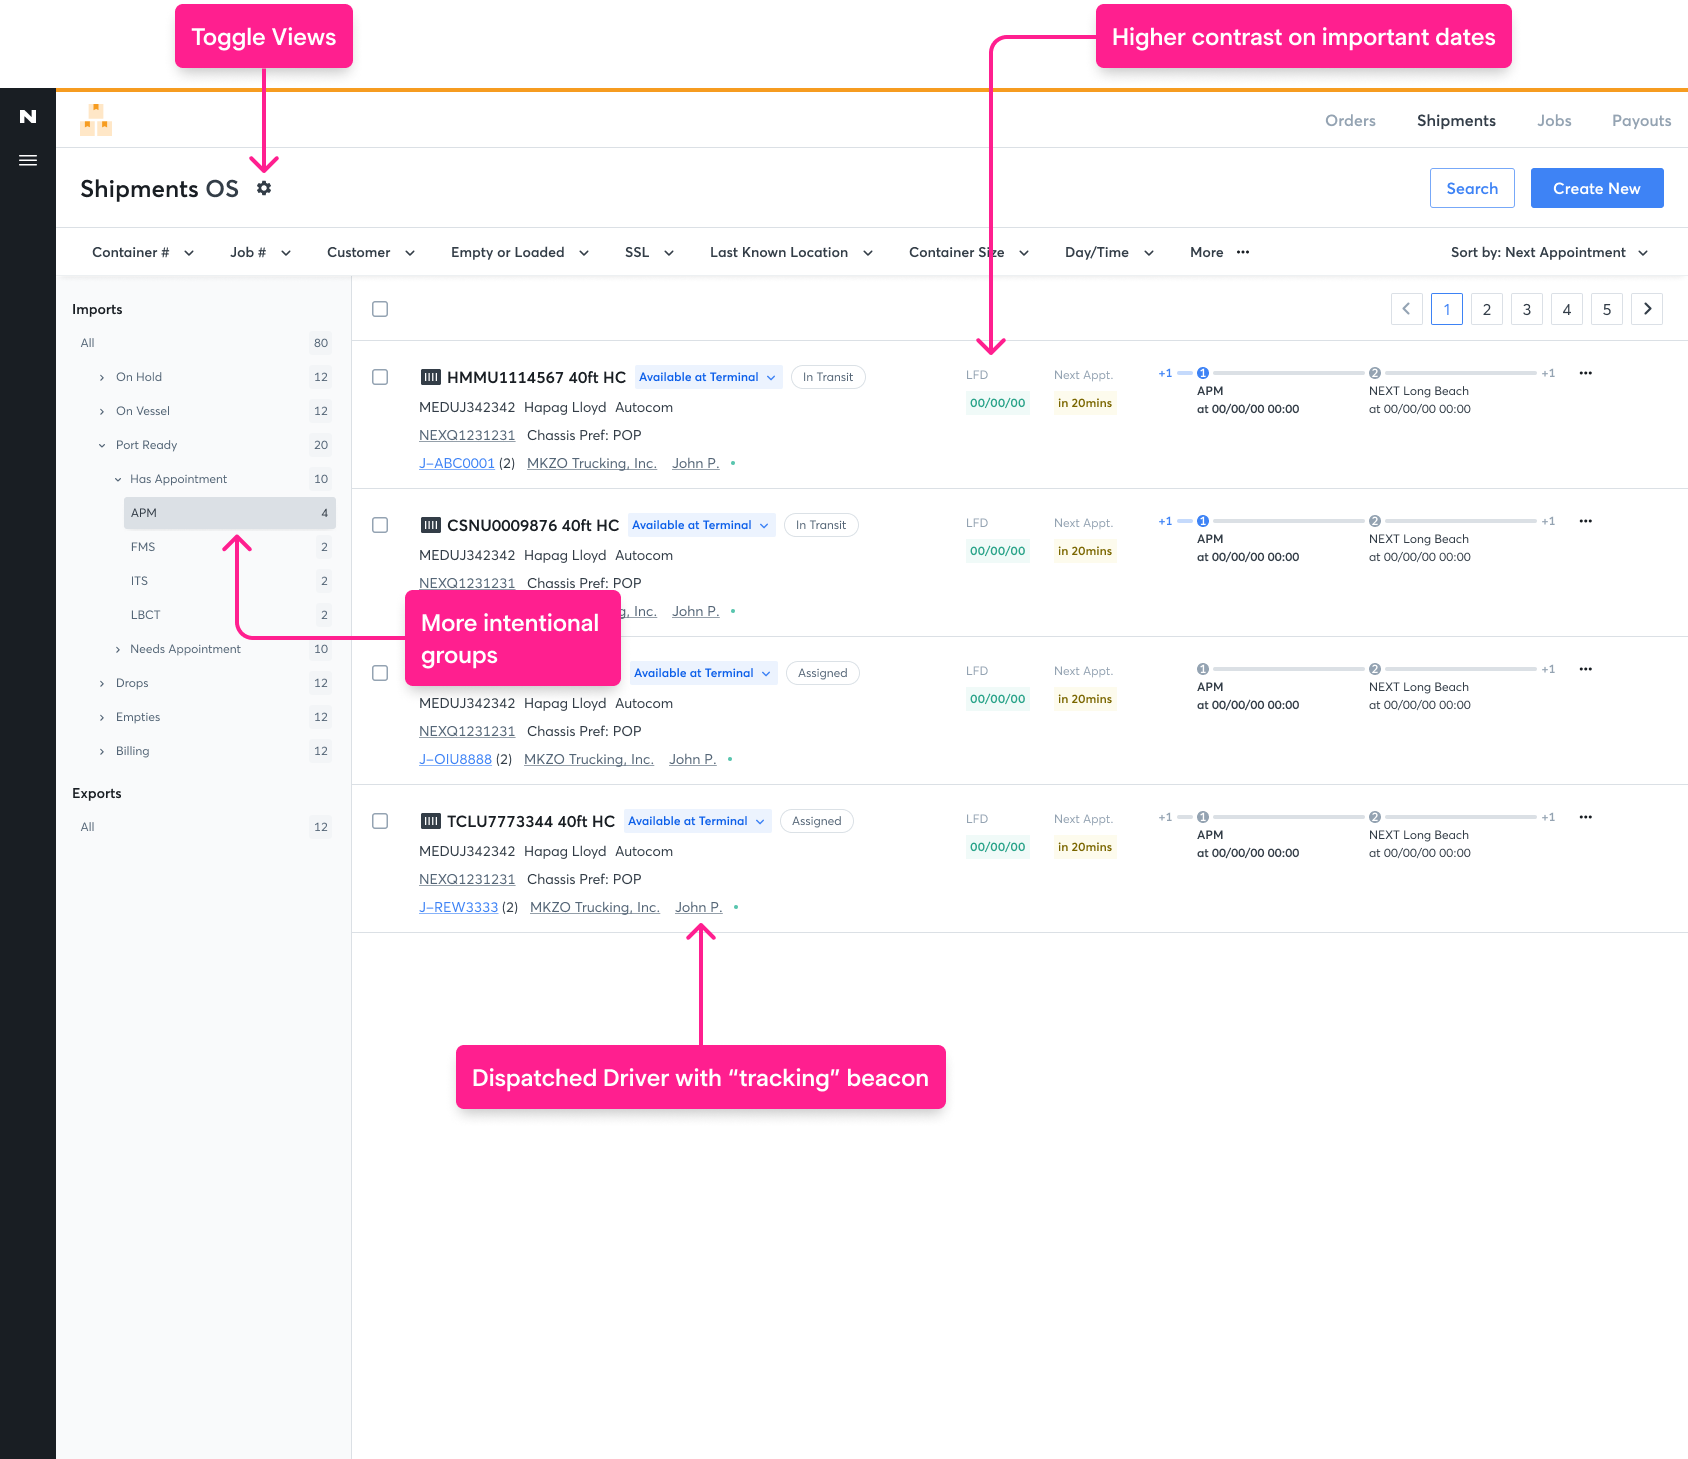 Toggle Views
Higher contrast on important dates
N
Orders Shipments Jobs Payouts
Shipments OS
Search Create New
Container # Job # Customer Empty or Loaded SSL Last Known Location Container Size Day/Time More ••• Sort by: Next Appointment
Imports
All 80
On Hold 12
On Vessel 12
Port Ready 20
Has Appointment 10
APM 4
FMS 2
ITS 2
LBCT 2
Needs Appointment 10
Drops 12
Empties 12
Billing 12
Exports
All 12
1 2 3 4 5
HMMU1114567 40ft HC Available at Terminal In Transit
MEDUJ342342 Hapag Lloyd Autocom
NEXQ1231231 Chassis Pref: POP
J-ABC0001 (2) MKZO Trucking, Inc. John P.
LFD
00/00/00
Next Appt.
in 20mins
+1 1 2 +1
APM
at 00/00/00 00:00
NEXT Long Beach
at 00/00/00 00:00
CSNU0009876 40ft HC Available at Terminal In Transit
MEDUJ342342 Hapag Lloyd Autocom
NEXQ1231231 Chassis Pref: POP
g, Inc. John P.
LFD
00/00/00
Next Appt.
in 20mins
+1 1 2 +1
APM
at 00/00/00 00:00
NEXT Long Beach
at 00/00/00 00:00
More intentional
groups
Available at Terminal Assigned
MEDUJ342342 Hapag Lloyd Autocom
NEXQ1231231 Chassis Pref: POP
J-OIU8888 (2) MKZO Trucking, Inc. John P.
LFD
00/00/00
Next Appt.
in 20mins
1 2 +1
APM
at 00/00/00 00:00
NEXT Long Beach
at 00/00/00 00:00
TCLU7773344 40ft HC Available at Terminal Assigned
MEDUJ342342 Hapag Lloyd Autocom
NEXQ1231231 Chassis Pref: POP
J-REW3333 (2) MKZO Trucking, Inc. John P.
LFD
00/00/00
Next Appt.
in 20mins
+1 1 2 +1
APM
at 00/00/00 00:00
NEXT Long Beach
at 00/00/00 00:00
Dispatched Driver with “tracking” beacon